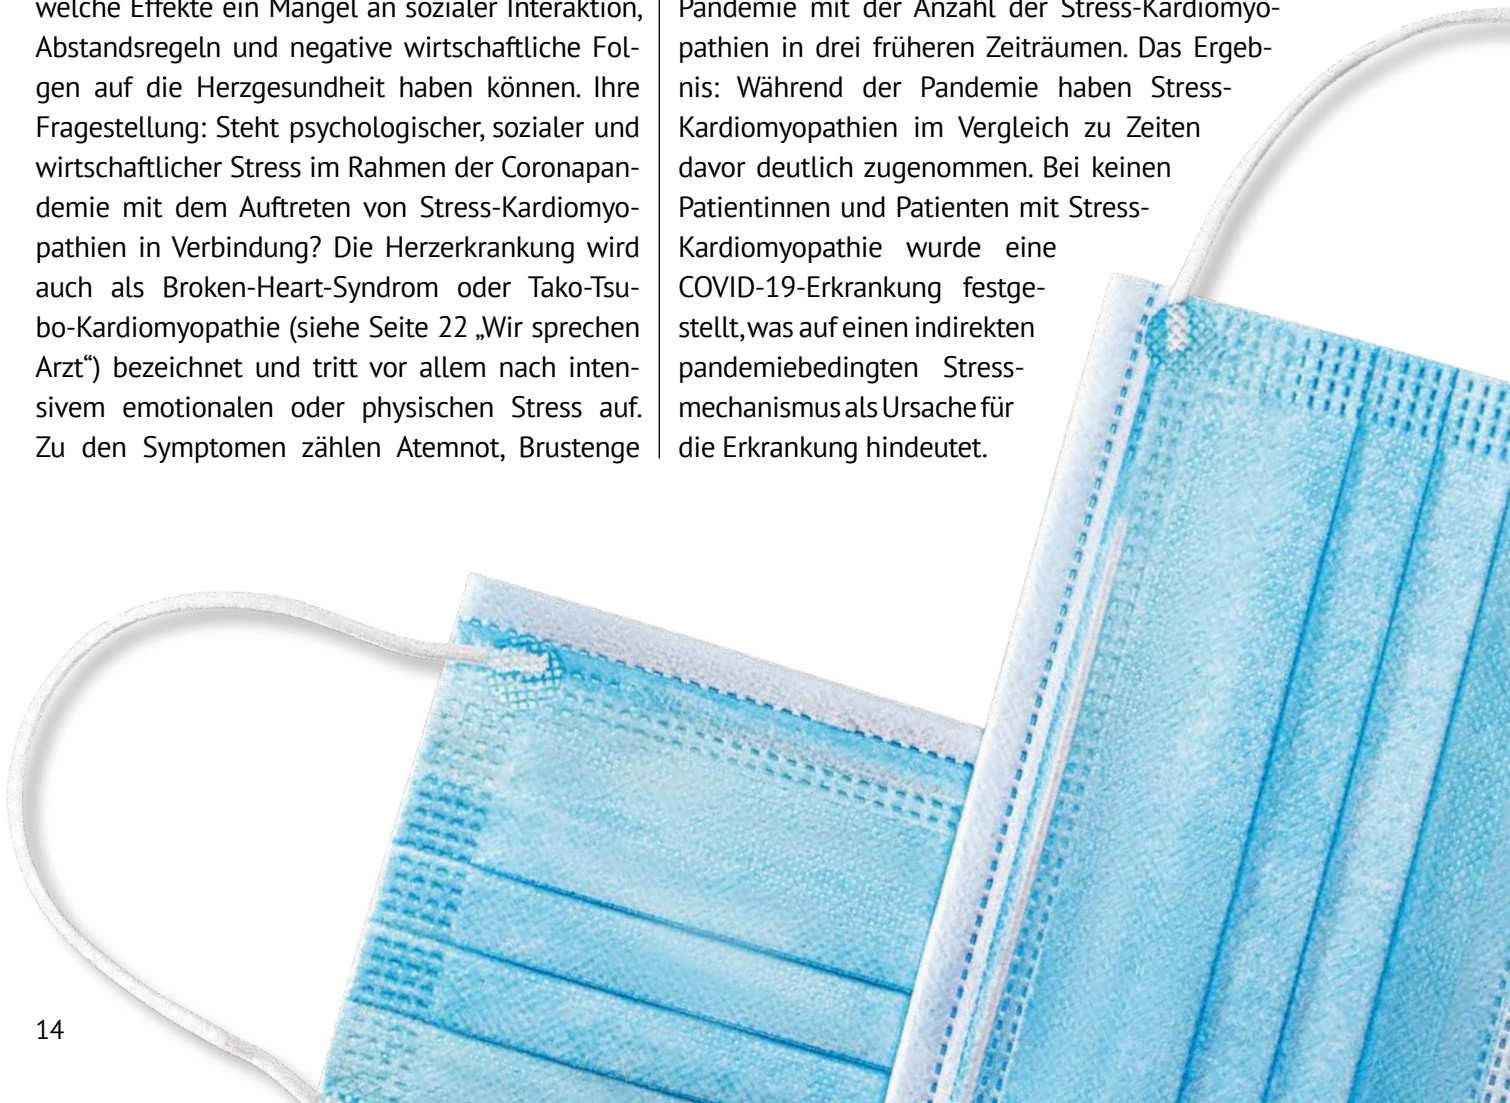 welche Effekte ein Mangel an sozialer Interaktion,
Abstandsregeln und negative wirtschaftliche Fol-
gen auf die Herzgesundheit haben können. Ihre
Fragestellung: Steht psychologischer, sozialer und
wirtschaftlicher Stress im Rahmen der Coronapan-
demie mit dem Auftreten von Stress-Kardiomyo-
pathien in Verbindung? Die Herzerkrankung wird
auch als Broken-Heart-Syndrom oder Tako-Tsu-
bo-Kardiomyopathie (siehe Seite 22 „Wir sprechen
Arzt“) bezeichnet und tritt vor allem nach inten-
sivem emotionalen oder physischen Stress auf.
Zu den Symptomen zählen Atemnot, Brustenge
Pandemie mit der Anzahl der Stress-Kardiomyo-
pathien in drei früheren Zeiträumen. Das Ergeb-
nis: Während der Pandemie haben Stress-
Kardiomyopathien im Vergleich zu Zeiten
davor deutlich zugenommen. Bei keinen
Patientinnen und Patienten mit Stress-
Kardiomyopathie wurde eine
COVID-19-Erkrankung festge-
stellt, was auf einen indirekten
pandemiebedingten Stress-
mechanismus als Ursache für
die Erkrankung hindeutet.
14